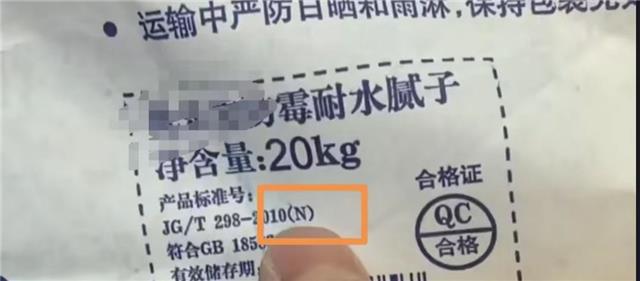 • 运输中严防日晒和雨淋，保持包装完
霉耐水腻子
净含量:20kg
产品标准号:
JG/T 298-2010(N)
符合GB 1858
有效储存期:
合格证
QC
合格